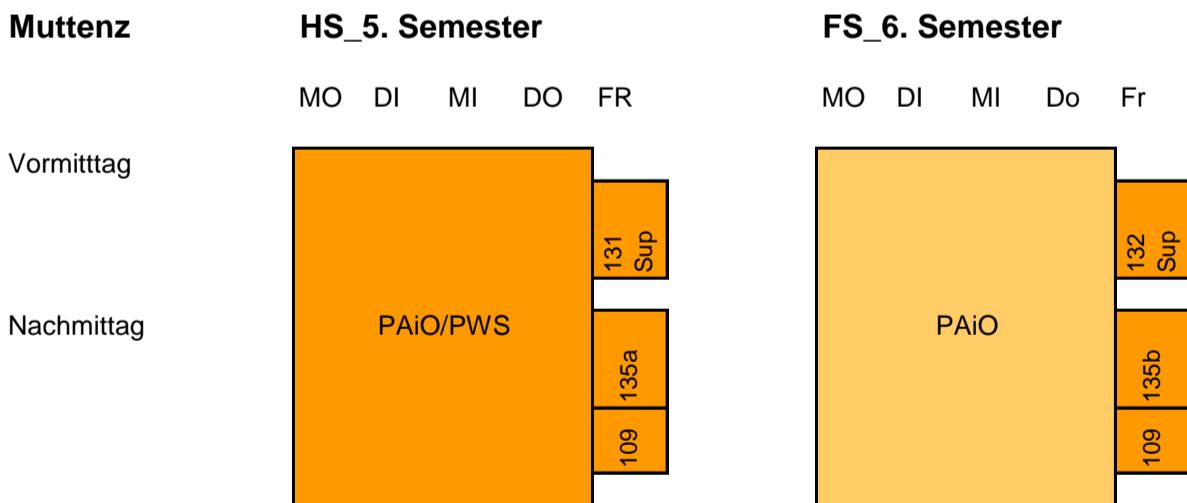 Muttenz HS_5. Semester FS_6. Semester
MO DI MI DO FR MO DI MI Do Fr
Vormitttag
131
Sup
132
Sup
Nachmittag PAiO/PWS PAiO
135a
135b
109
109